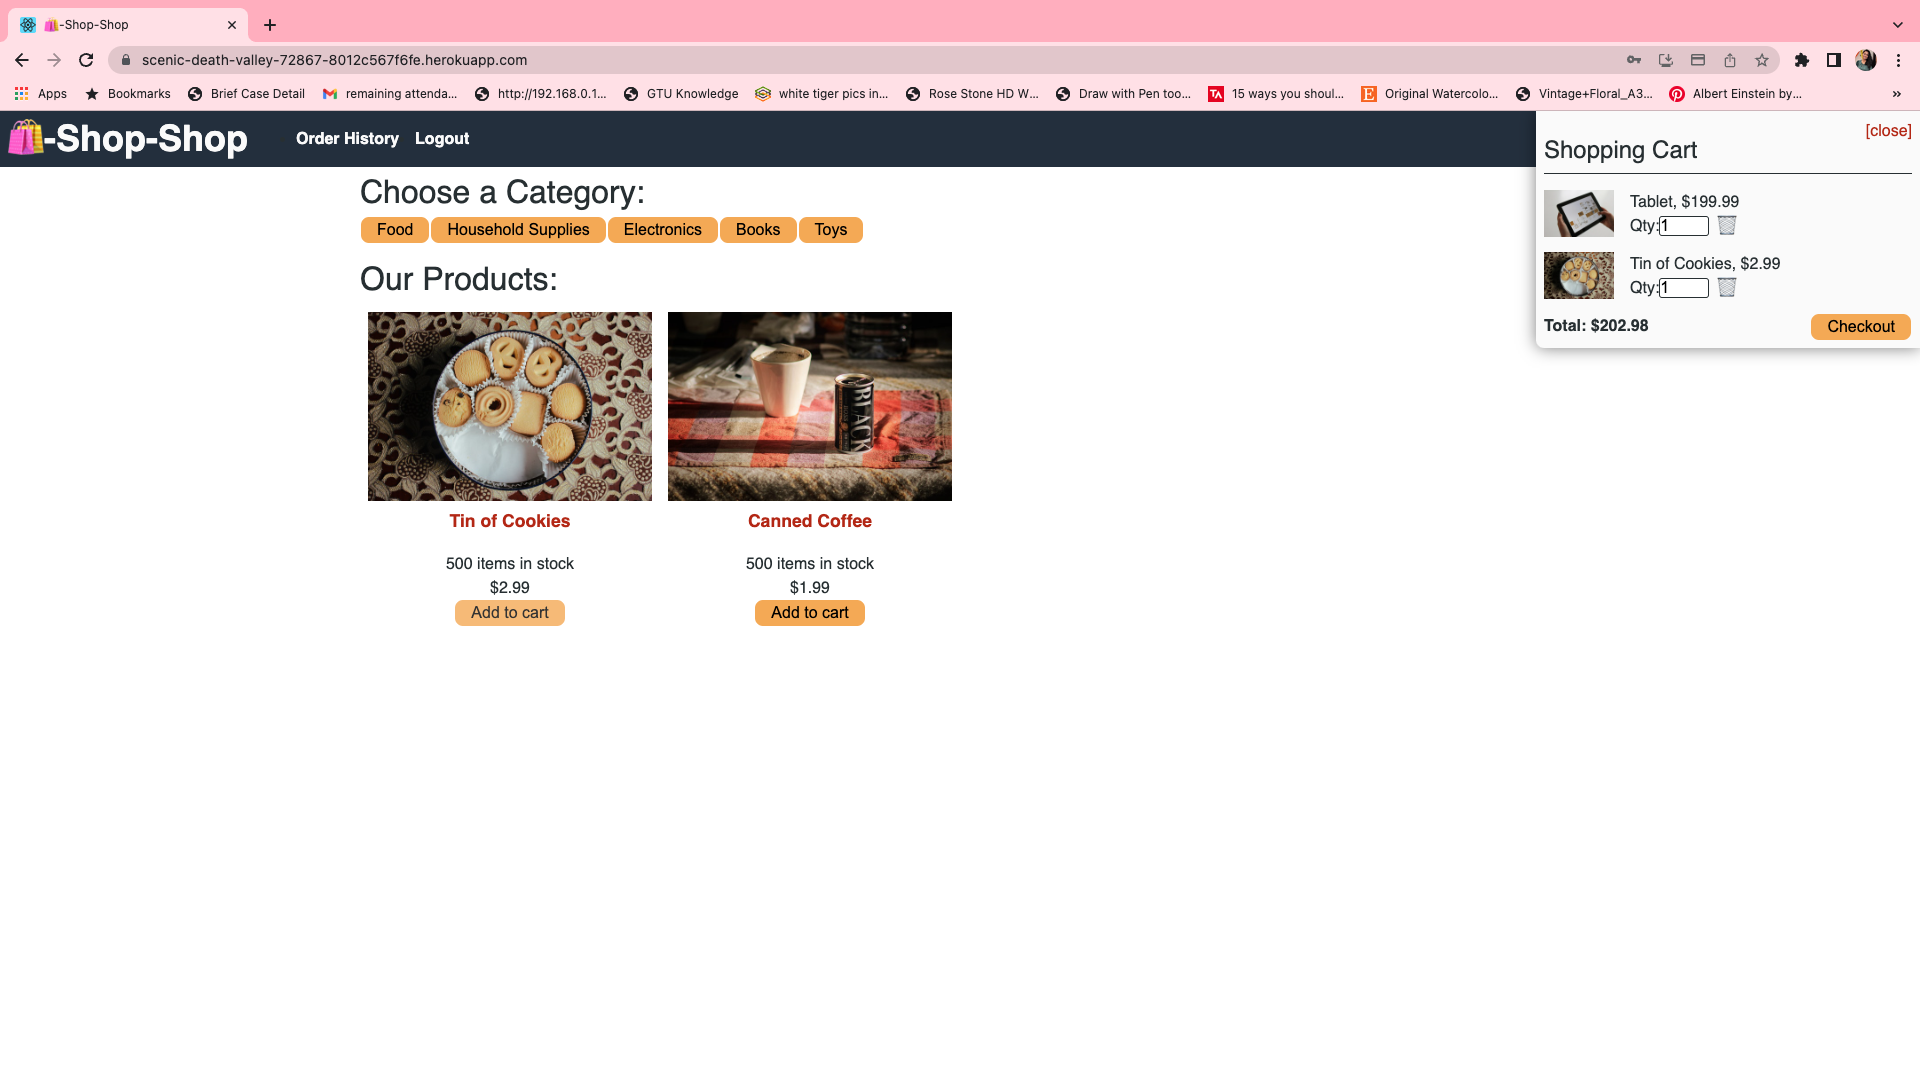 🛍️-Shop-Shop
scenic-death-valley-72867-8012c567f6fe.herokuapp.com
Apps Bookmarks Brief Case Detail remaining attenda... http://192.168.0.1... GTU Knowledge white tiger pics in... Rose Stone HD W... Draw with Pen too... TA 15 ways you shoul... E Original Watercolo... Vintage+Floral_A3... Albert Einstein by... »
🛍️-Shop-Shop Order History Logout
Choose a Category:
Food Household Supplies Electronics Books Toys
Our Products:
BLACK
Tin of Cookies
500 items in stock
$2.99
Add to cart
Canned Coffee
500 items in stock
$1.99
Add to cart
[close]
Shopping Cart
Tablet, $199.99
Qty:1
Tin of Cookies, $2.99
Qty:1
Total: $202.98 Checkout